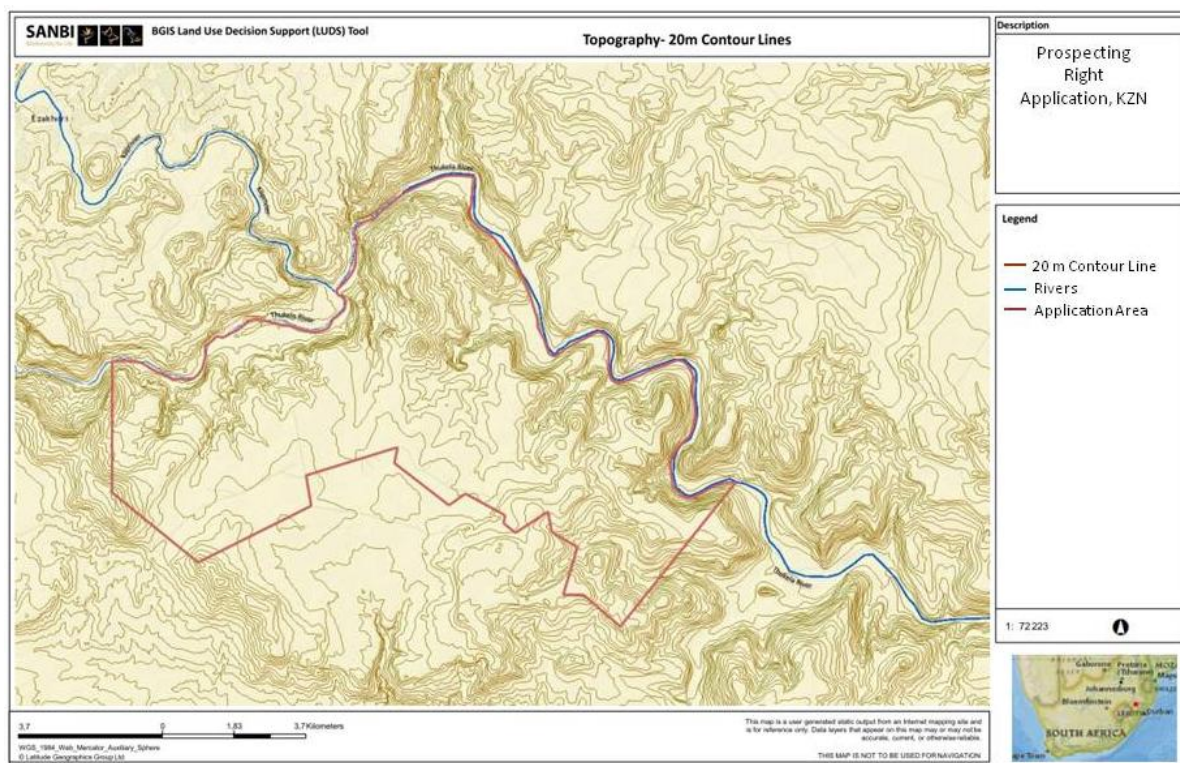 SANBI
BGIS Land Use Decision Support (LUDS) Tool
Topography- 20m Contour Lines
Description
Prospecting
Right
Application, KZN
Legend
20 m Contour Line
Rivers
Application Area
Thukela River
Thukela River
Thukela River
1: 72 223
3,7
0
1,83
3,7 Kilometers
WGS_1984_Web_Mercator_Auxiliary_Sphere
© Latitude Geographics Group Ltd
This map is a user generated static output from an Internet mapping site and
is for reference only. Data layers that appear on this map may or may not be
accurate, current, or otherwise reliable.
THIS MAP IS NOT TO BE USED FOR NAVIGATION
Gaborone
Johannesburg
Bloemfontein
Durban
SOUTH AFRICA